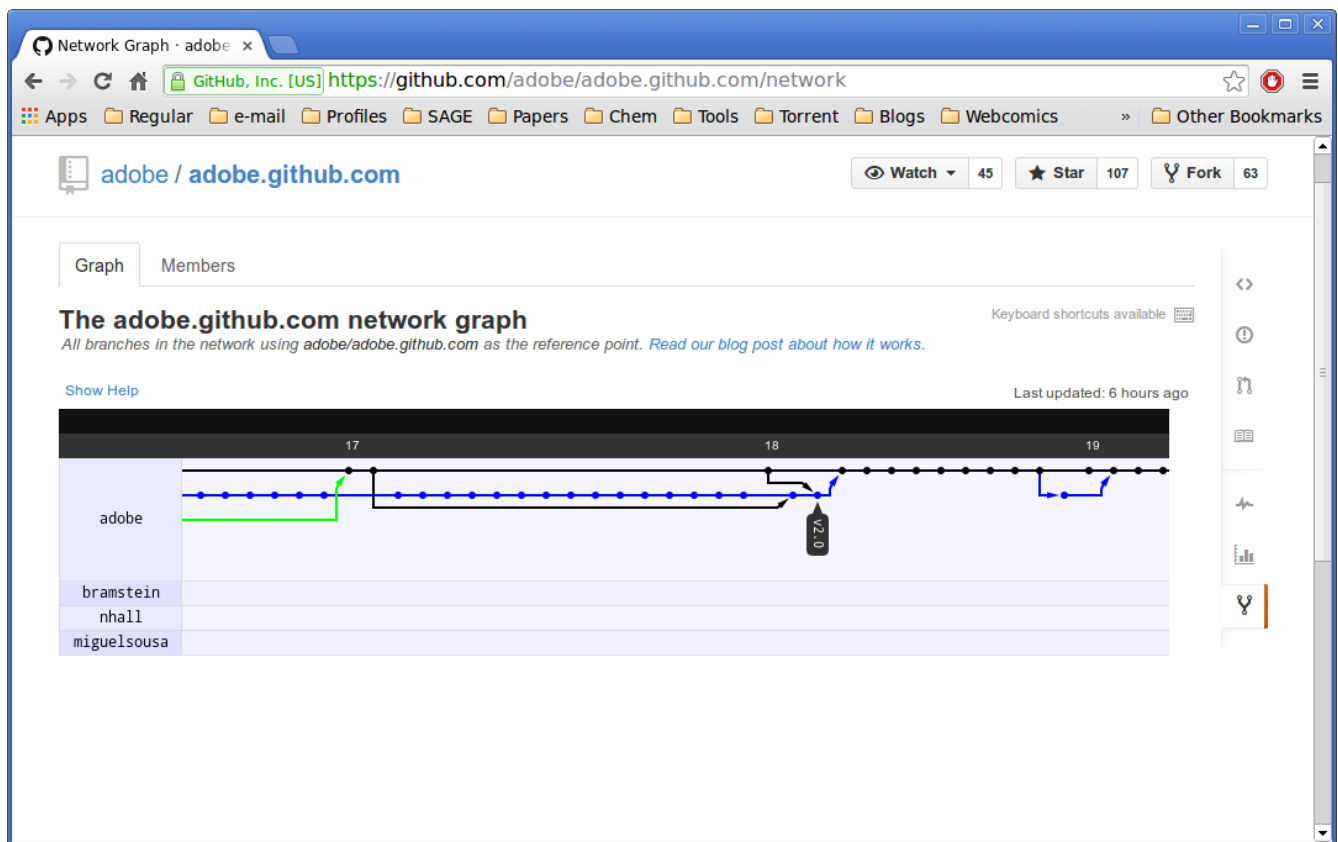 Network Graph · adobe
GitHub, Inc. [US] https://github.com/adobe/adobe.github.com/network
Apps Regular e-mail Profiles SAGE Papers Chem Tools Torrent Blogs Webcomics » Other Bookmarks
adobe / adobe.github.com
Watch 45 Star 107 Fork 63
Graph Members
The adobe.github.com network graph
Keyboard shortcuts available
All branches in the network using adobe/adobe.github.com as the reference point. Read our blog post about how it works.
Show Help
Last updated: 6 hours ago
17 18 19
adobe
v2.0
bramstein
nhall
miguelsousa